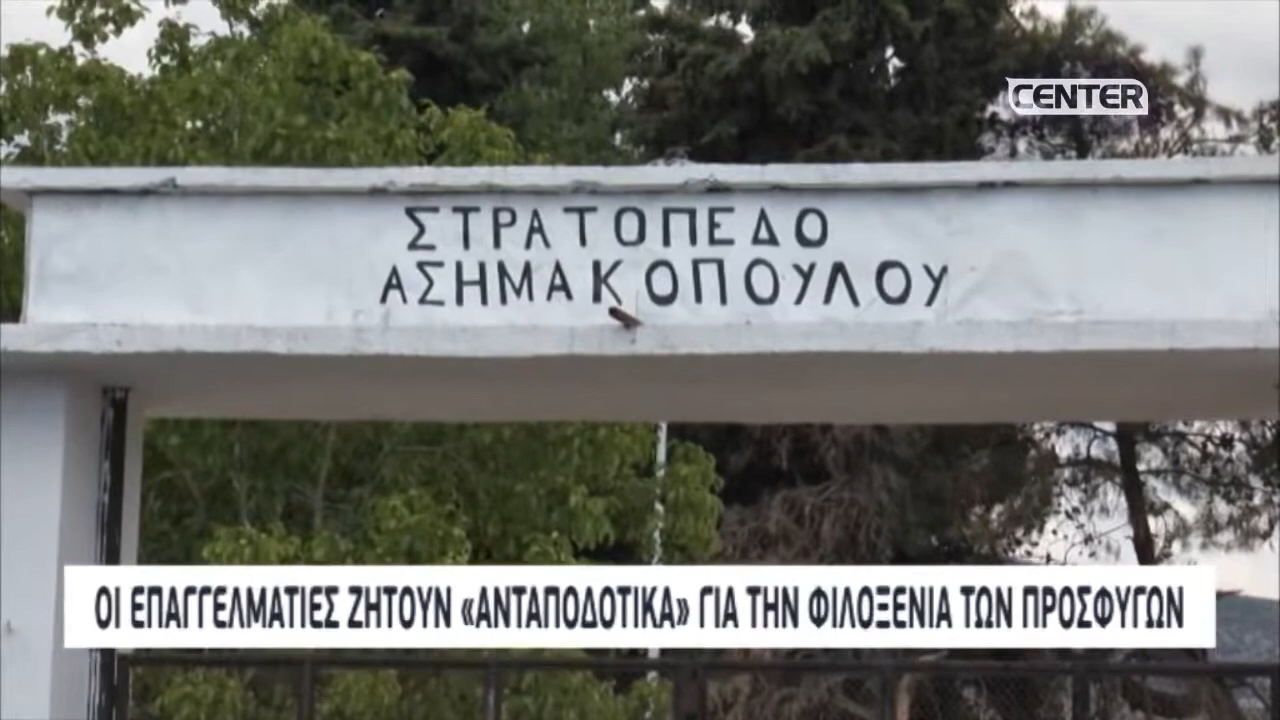 CENTER
ΣΤΡΑΤΟΠΕΔΟ
ΑΣΗΜΑΚΟΠΟΥΛΟΥ
ΟΙ ΕΠΑΓΓΕΛΜΑΤΙΕΣ ΖΗΤΟΥΝ «ΑΝΤΑΠΟΔΟΤΙΚΑ» ΓΙΑ ΤΗΝ ΦΙΛΟΞΕΝΙΑ ΤΩΝ ΠΡΟΣΦΥΓΩΝ